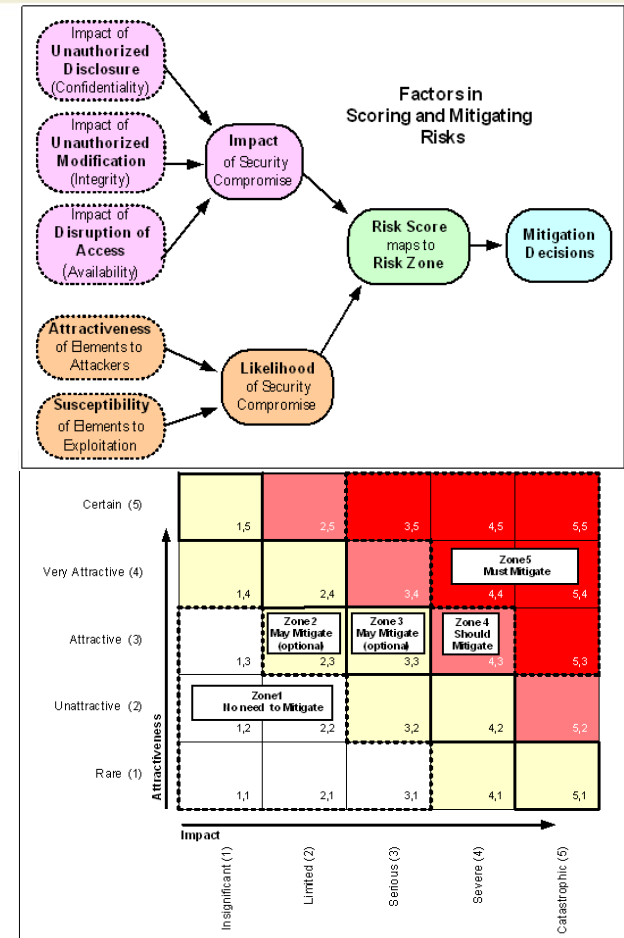 Impact of
Unauthorized
Disclosure
(Confidentiality)
Impact of
Unauthorized
Modification
(Integrity)
Impact of
Disruption of
Access
(Availability)
Impact
of Security
Compromise
Factors in
Scoring and Mitigating
Risks
Risk Score
maps to
Risk Zone
Mitigation
Decisions
Attractiveness
of Elements to
Attackers
Susceptibility
of Elements to
Exploitation
Likelihood
of Security
Compromise
Certain (5)
1,5 2,5 3,5 4,5 5,5
Very Attractive (4)
Zone5
Must Mitigate
1,4 2,4 3,4 4,4 5,4
Attractive (3)
Zone 2
May Mitigate
(optional)
Zone 3
May Mitigate
(optional)
Zone 4
Should
Mitigate
1,3 2,3 3,3 4,3 5,3
Unattractive (2)
Zone1
No need to Mitigate
1,2 2,2 3,2 4,2 5,2
Rare (1)
1,1 2,1 3,1 4,1 5,1
Attractiveness
Impact
Insignificant (1)
Limited (2)
Serious (3)
Severe (4)
Catastrophic (5)